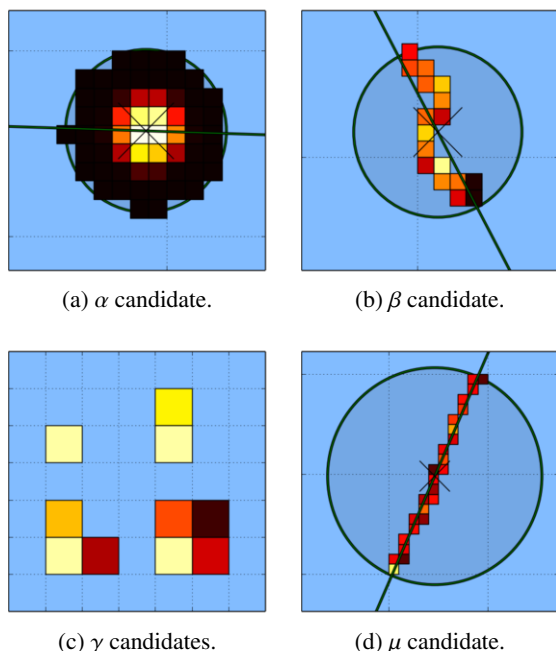 (a) α candidate.
(b) β candidate.
(c) γ candidates.
(d) μ candidate.